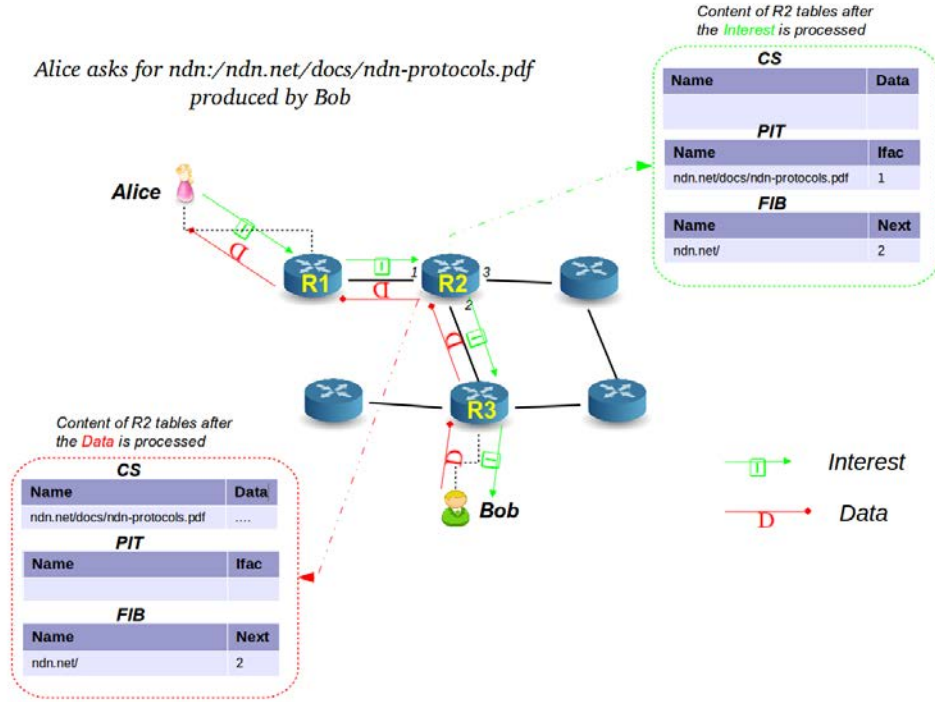 Content of R2 tables after
the Interest is processed
CS
Name Data
PIT
Name Ifac
ndn.net/docs/ndn-protocols.pdf 1
FIB
Name Next
ndn.net/ 2
Alice asks for ndn:/ndn.net/docs/ndn-protocols.pdf
produced by Bob
Alice
I
D
R1
I
D
1
R2
3
2
I
D
R3
D
I
Bob
Content of R2 tables after
the Data is processed
CS
Name Data
ndn.net/docs/ndn-protocols.pdf ....
PIT
Name Ifac
FIB
Name Next
ndn.net/ 2
I Interest
D Data